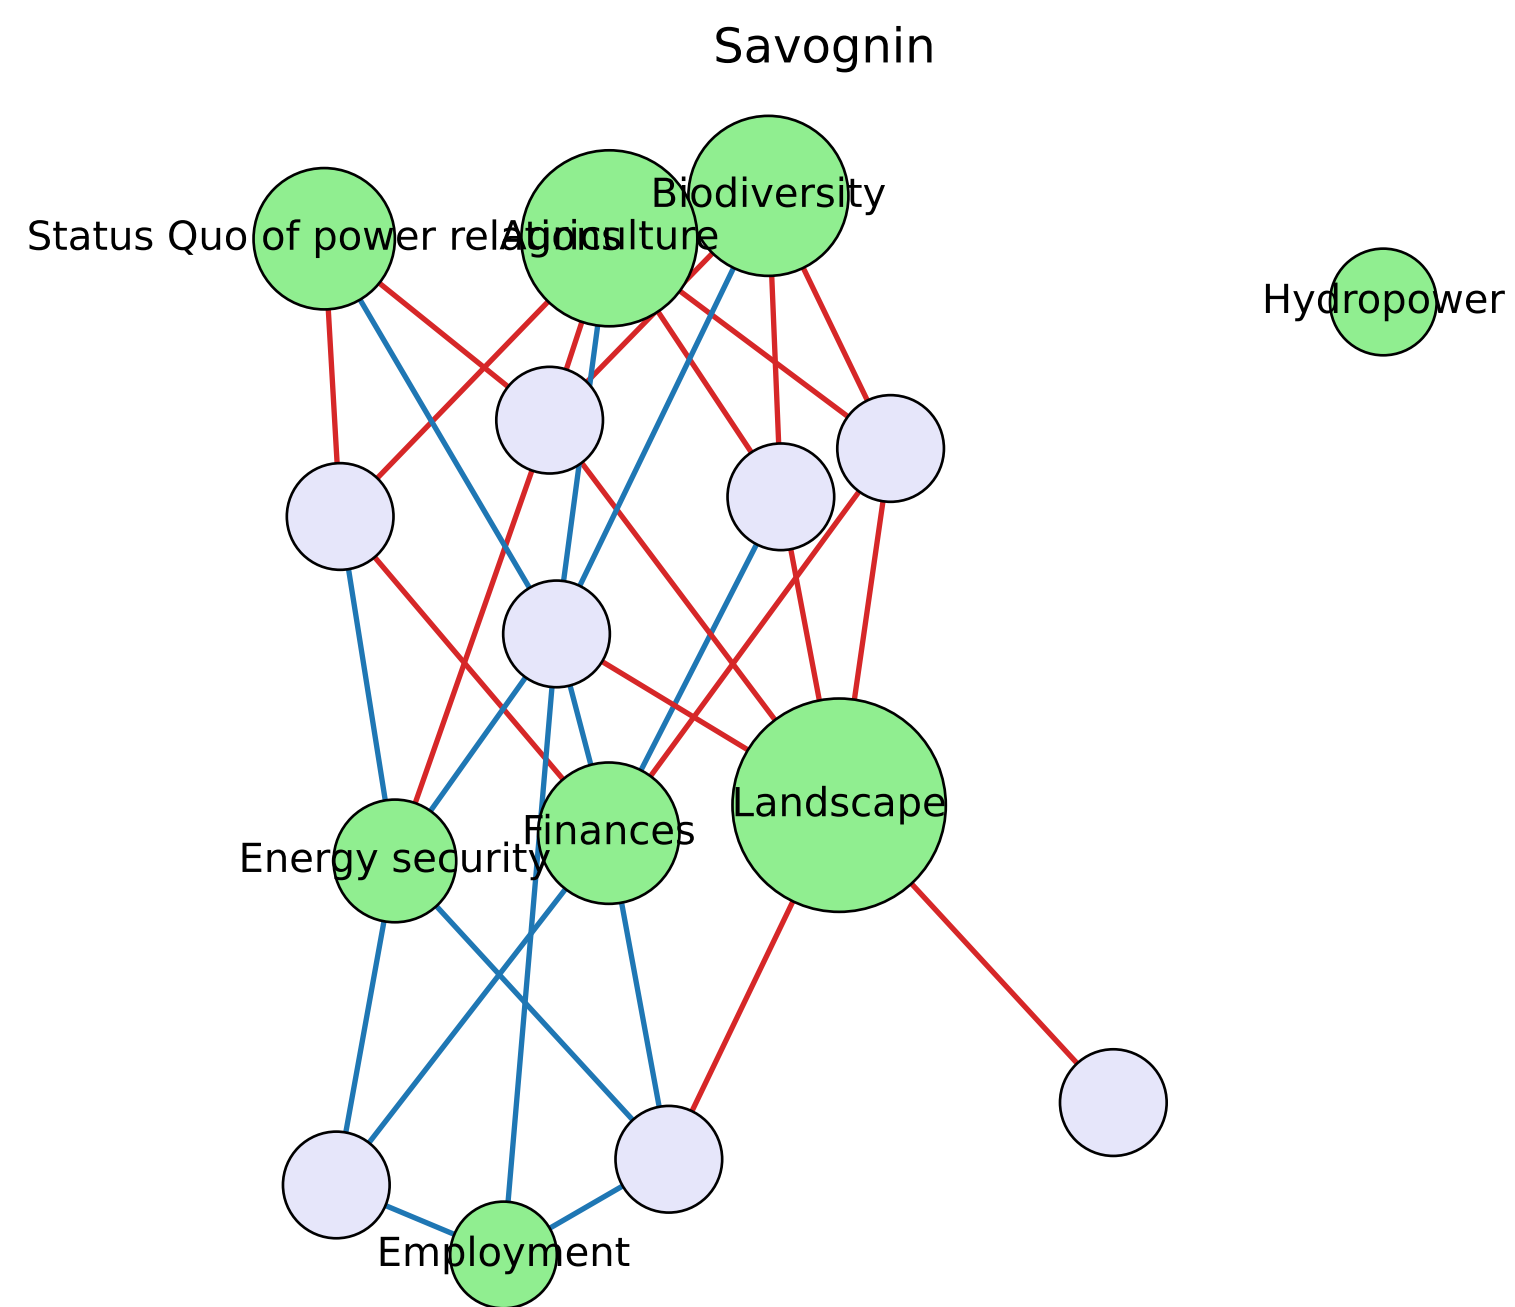 Savognin
Biodiversity
Status Quo of power relations
Agriculture
Hydropower
Landscape
Finances
Energy security
Employment